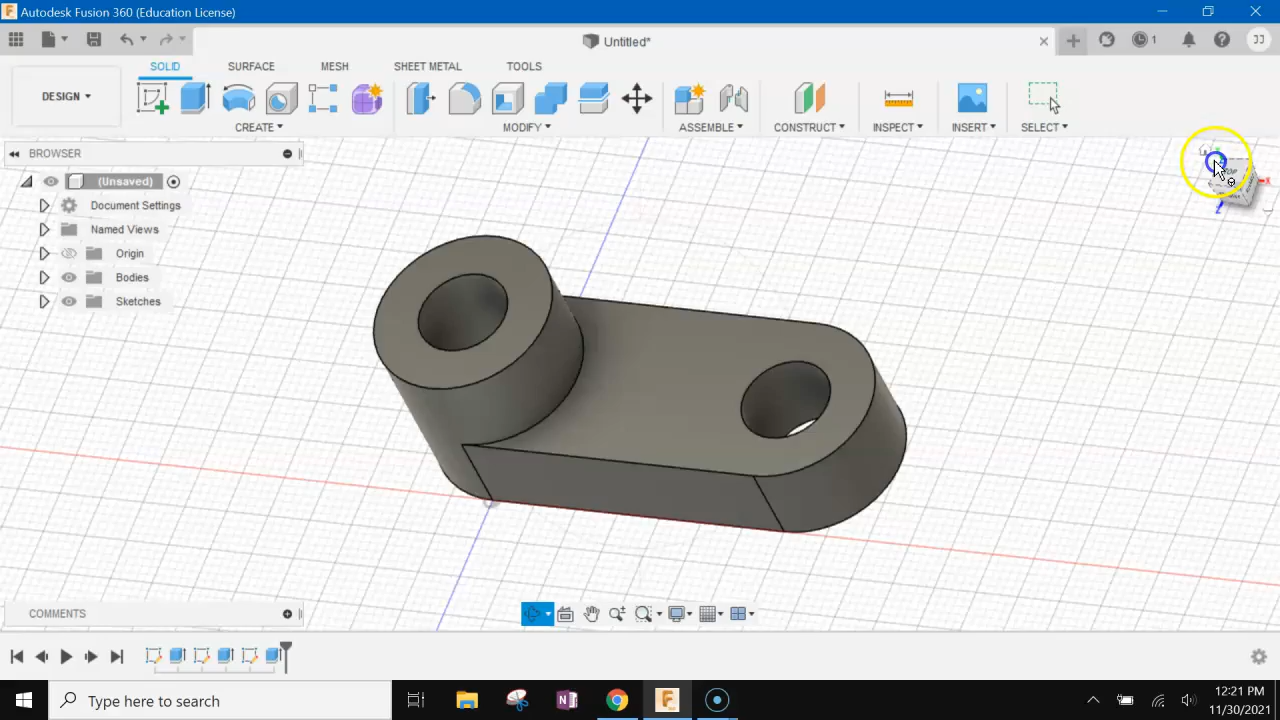 Autodesk Fusion 360 (Education License)
Untitled*
1
JJ
DESIGN
SOLID
SURFACE
MESH
SHEET METAL
TOOLS
CREATE
MODIFY
ASSEMBLE
CONSTRUCT
INSPECT
INSERT
SELECT
BROWSER
(Unsaved)
Document Settings
Named Views
Origin
Bodies
Sketches
TOP
X
Z
COMMENTS
Type here to search
12:21 PM
11/30/2021